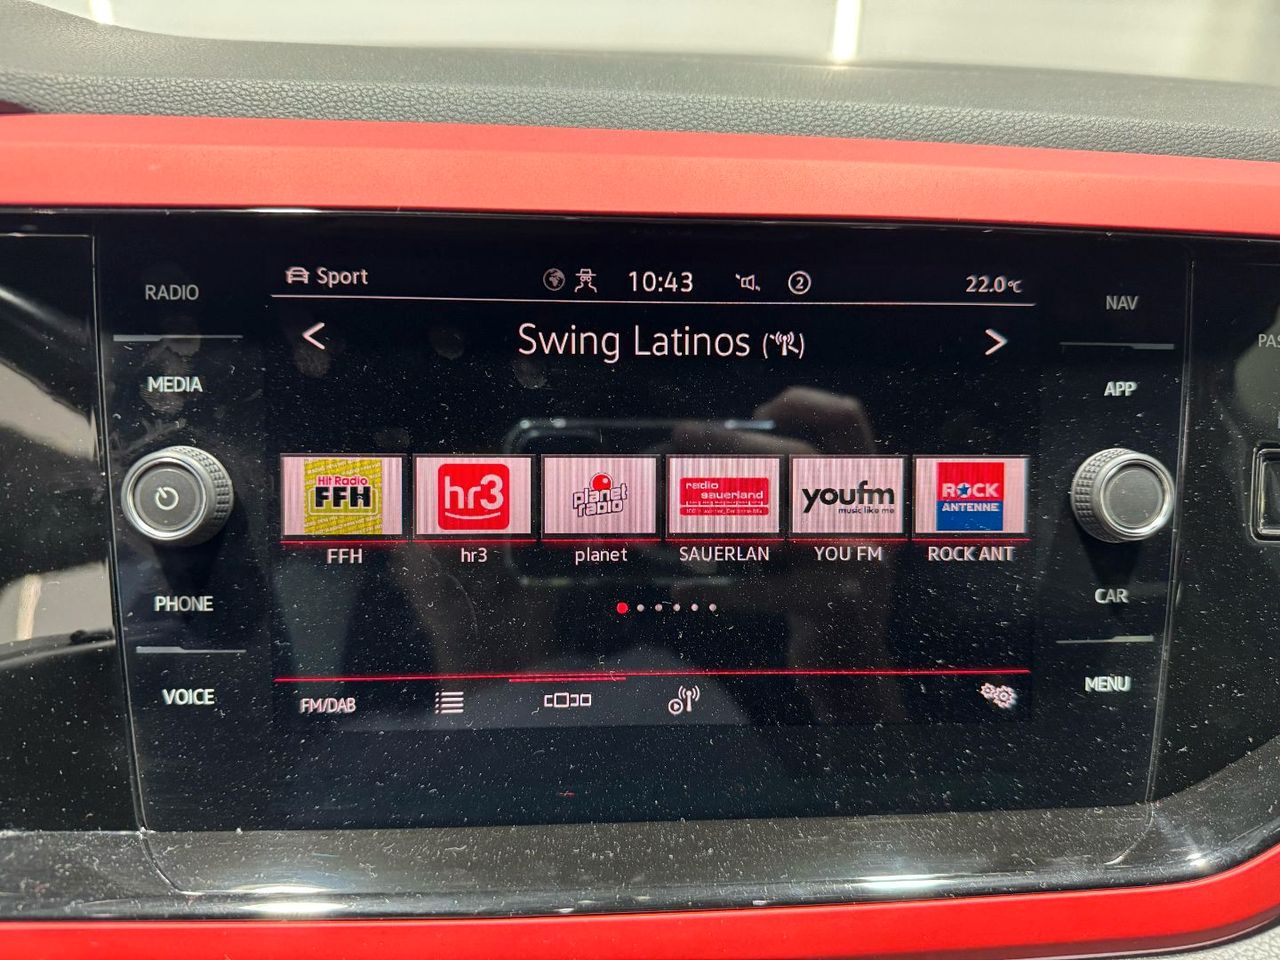 Sport 10:43 2 22.0°C
RADIO
NAV
Swing Latinos
PAS
MEDIA
APP
Hit Radio
FFH
hr3
planet
radio
radio
sauerland
youfm
music like me
ROCK
ANTENNE
FFH hr3 planet SAUERLAN YOU FM ROCK ANT
PHONE
CAR
VOICE
MENU
FM/DAB